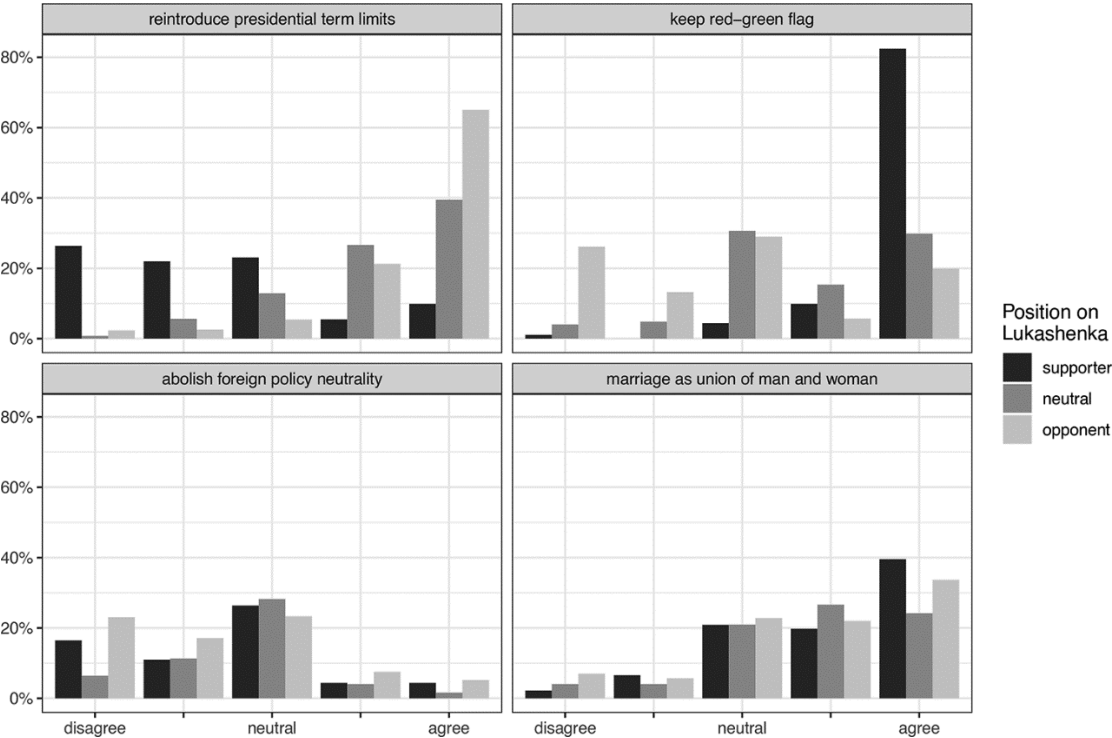 reintroduce presidential term limits
keep red–green flag
80%
60%
40%
20%
0%
abolish foreign policy neutrality
marriage as union of man and woman
80%
60%
40%
20%
0%
disagree
neutral
agree
disagree
neutral
agree
Position on
Lukashenka
supporter
neutral
opponent